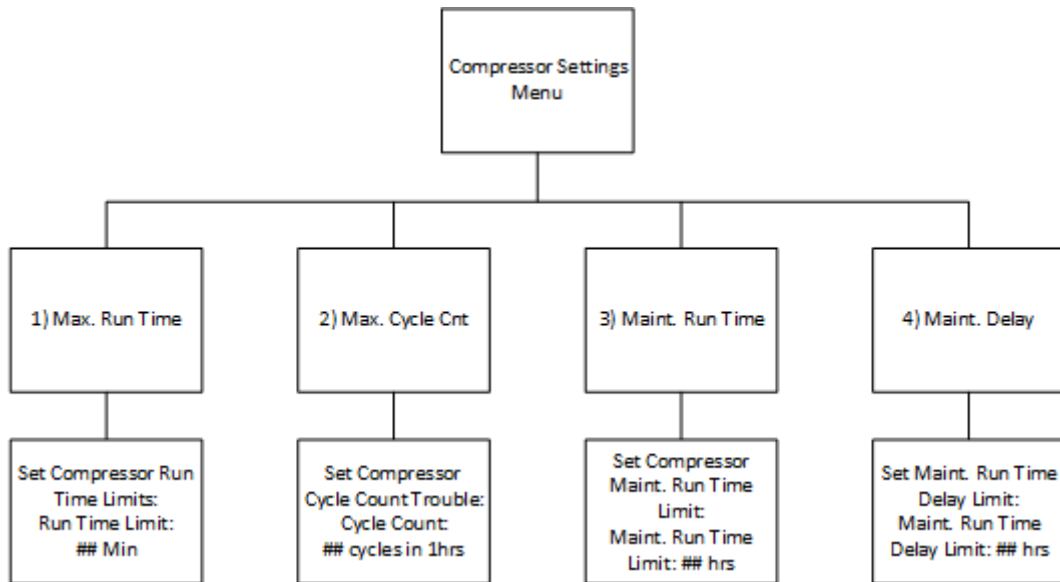 Compressor Settings
Menu
1) Max. Run Time
2) Max. Cycle Cnt
3) Maint. Run Time
4) Maint. Delay
Set Compressor Run
Time Limits:
Run Time Limit:
## Min
Set Compressor
Cycle Count Trouble:
Cycle Count:
## cycles in 1hrs
Set Compressor
Maint. Run Time
Limit:
Maint. Run Time
Limit: ## hrs
Set Maint. Run Time
Delay Limit:
Maint. Run Time
Delay Limit: ## hrs